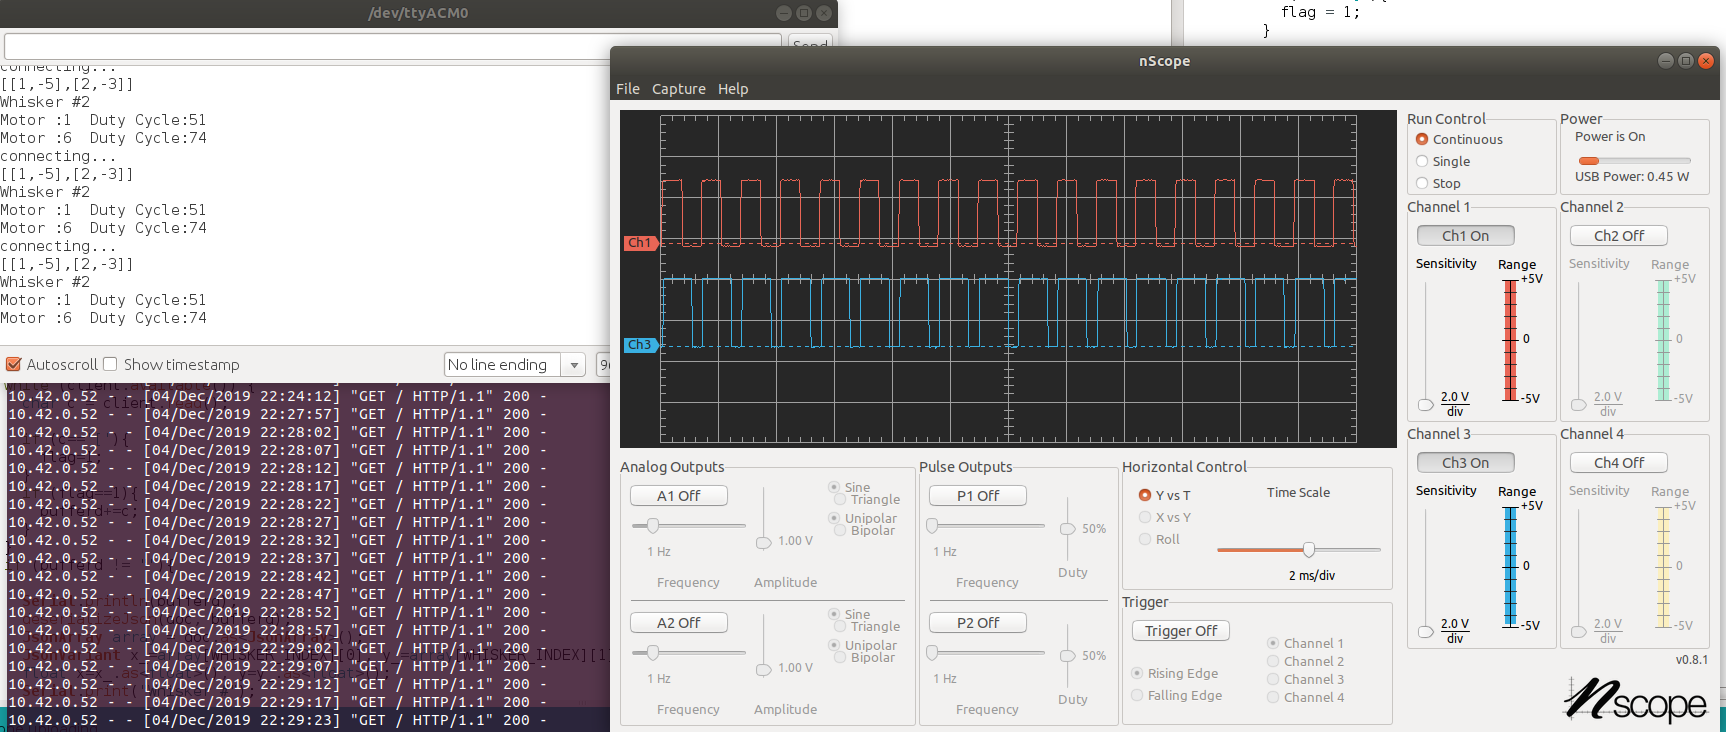 /dev/ttyACM0
Send
connecting...
[[1,-5],[2,-3]]
Whisker #2
Motor :1 Duty Cycle:51
Motor :6 Duty Cycle:74
connecting...
[[1,-5],[2,-3]]
Whisker #2
Motor :1 Duty Cycle:51
Motor :6 Duty Cycle:74
connecting...
[[1,-5],[2,-3]]
Whisker #2
Motor :1 Duty Cycle:51
Motor :6 Duty Cycle:74
Autoscroll Show timestamp
No line ending
10.42.0.52 - - [04/Dec/2019 22:24:12] "GET / HTTP/1.1" 200 -
10.42.0.52 - - [04/Dec/2019 22:27:57] "GET / HTTP/1.1" 200 -
10.42.0.52 - - [04/Dec/2019 22:28:02] "GET / HTTP/1.1" 200 -
10.42.0.52 - - [04/Dec/2019 22:28:07] "GET / HTTP/1.1" 200 -
10.42.0.52 - - [04/Dec/2019 22:28:12] "GET / HTTP/1.1" 200 -
10.42.0.52 - - [04/Dec/2019 22:28:17] "GET / HTTP/1.1" 200 -
10.42.0.52 - - [04/Dec/2019 22:28:22] "GET / HTTP/1.1" 200 -
10.42.0.52 - - [04/Dec/2019 22:28:27] "GET / HTTP/1.1" 200 -
10.42.0.52 - - [04/Dec/2019 22:28:32] "GET / HTTP/1.1" 200 -
10.42.0.52 - - [04/Dec/2019 22:28:37] "GET / HTTP/1.1" 200 -
10.42.0.52 - - [04/Dec/2019 22:28:42] "GET / HTTP/1.1" 200 -
10.42.0.52 - - [04/Dec/2019 22:28:47] "GET / HTTP/1.1" 200 -
10.42.0.52 - - [04/Dec/2019 22:28:52] "GET / HTTP/1.1" 200 -
10.42.0.52 - - [04/Dec/2019 22:28:57] "GET / HTTP/1.1" 200 -
10.42.0.52 - - [04/Dec/2019 22:29:02] "GET / HTTP/1.1" 200 -
10.42.0.52 - - [04/Dec/2019 22:29:07] "GET / HTTP/1.1" 200 -
10.42.0.52 - - [04/Dec/2019 22:29:12] "GET / HTTP/1.1" 200 -
10.42.0.52 - - [04/Dec/2019 22:29:17] "GET / HTTP/1.1" 200 -
10.42.0.52 - - [04/Dec/2019 22:29:23] "GET / HTTP/1.1" 200 -
flag = 1;
}
nScope
File Capture Help
Ch1
Ch3
Run Control
Continuous
Single
Stop
Power
Power is On
USB Power: 0.45 W
Channel 1
Ch1 On
Sensitivity Range
+5V
0
-5V
2.0 V
div
Channel 2
Ch2 Off
Sensitivity Range
+5V
0
-5V
2.0 V
div
Channel 3
Ch3 On
Sensitivity Range
+5V
0
-5V
2.0 V
div
Channel 4
Ch4 Off
Sensitivity Range
+5V
0
-5V
2.0 V
div
Analog Outputs
A1 Off
Sine
Triangle
Unipolar
Bipolar
1 Hz
1.00 V
Frequency Amplitude
A2 Off
Sine
Triangle
Unipolar
Bipolar
1 Hz
1.00 V
Frequency Amplitude
Pulse Outputs
P1 Off
50%
1 Hz
Frequency
Duty
P2 Off
50%
1 Hz
Frequency
Duty
Horizontal Control
Y vs T
X vs Y
Roll
Time Scale
2 ms/div
Trigger
Trigger Off
Rising Edge
Falling Edge
Channel 1
Channel 2
Channel 3
Channel 4
v0.8.1
nscope